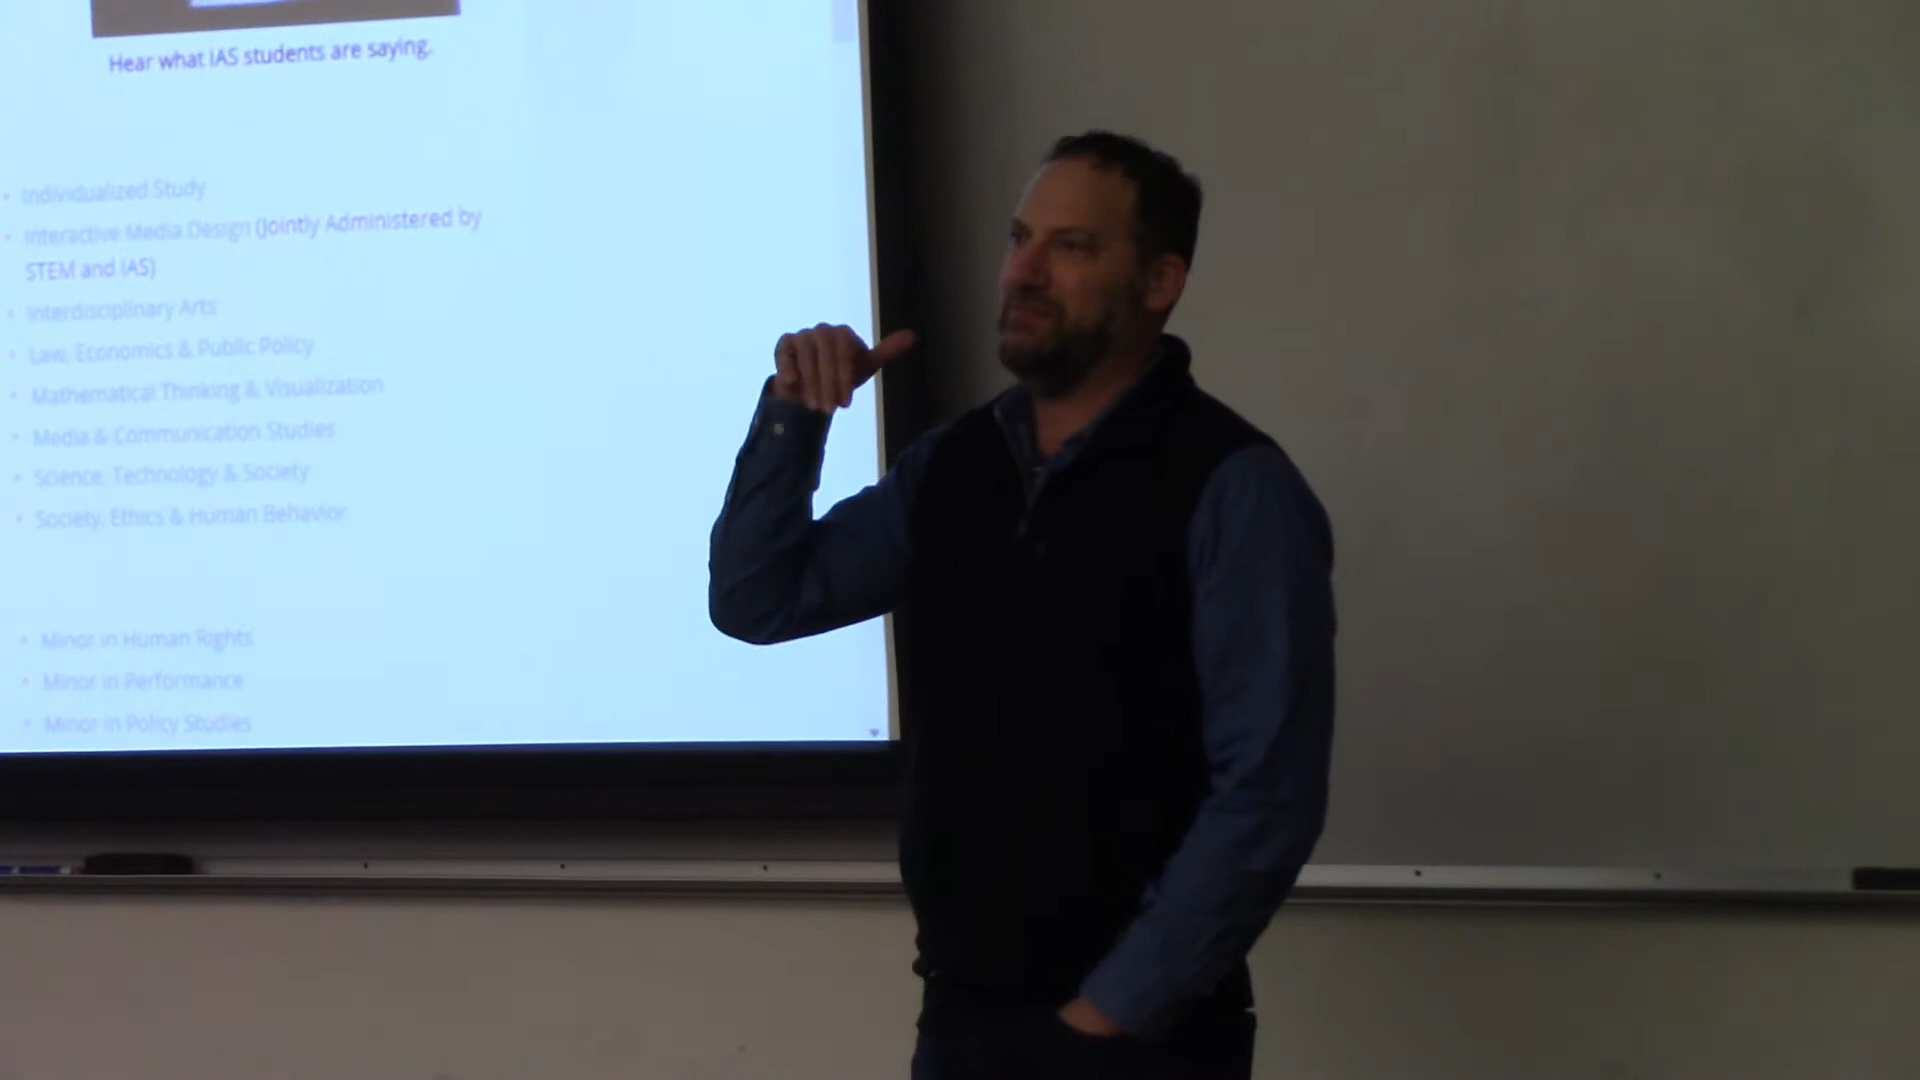 Hear what IAS students are saying.
• Individualized Study
• Interactive Media Design (Jointly Administered by
STEM and IAS)
• Interdisciplinary Arts
• Law, Economics & Public Policy
• Mathematical Thinking & Visualization
• Media & Communication Studies
• Science, Technology & Society
• Society, Ethics & Human Behavior
• Minor in Human Rights
• Minor in Performance
• Minor in Policy Studies